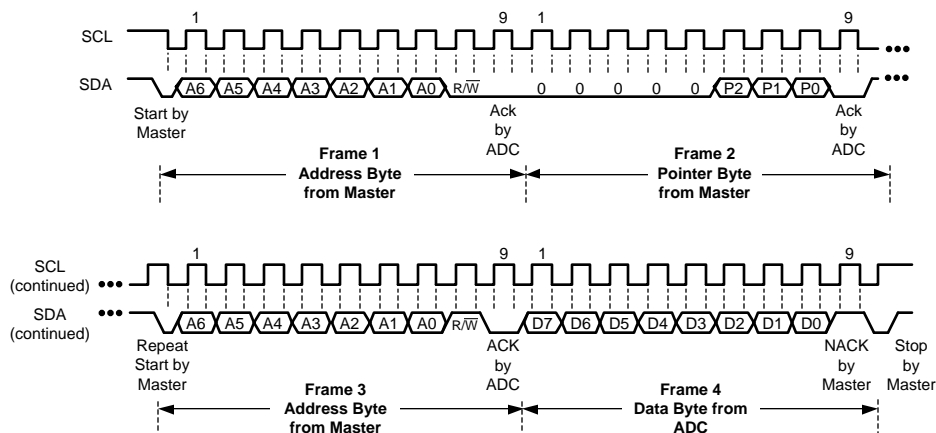 1 9 1 9
SCL
SDA A6 A5 A4 A3 A2 A1 A0 R/W̅ 0 0 0 0 0 P2 P1 P0
Start by
Master
Ack
by
ADC
Ack
by
ADC
Frame 1
Address Byte
from Master
Frame 2
Pointer Byte
from Master
1 9 1 9
SCL
(continued)
SDA
(continued)
A6 A5 A4 A3 A2 A1 A0 R/W̅ D7 D6 D5 D4 D3 D2 D1 D0
Repeat
Start by
Master
ACK
by
ADC
NACK
by
Master
Stop
by
Master
Frame 3
Address Byte
from Master
Frame 4
Data Byte from
ADC